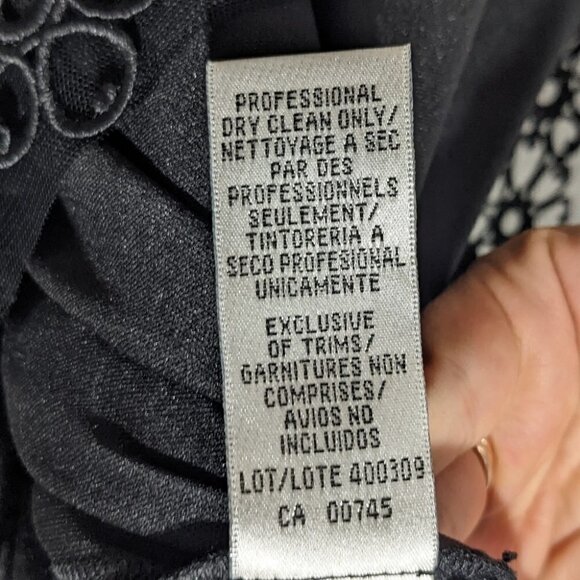 PROFESSIONAL
DRY CLEAN ONLY/
NETTOYAGE A SEC
PAR DES
PROFESSIONNELS
SEULEMENT/
TINTORERIA A
SECO PROFESIONAL
UNICAMENTE
EXCLUSIVE
OF TRIMS/
GARNITURES NON
COMPRISES/
AVIOS NO
INCLUIDOS
LOT/LOTE 400309
CA 00745